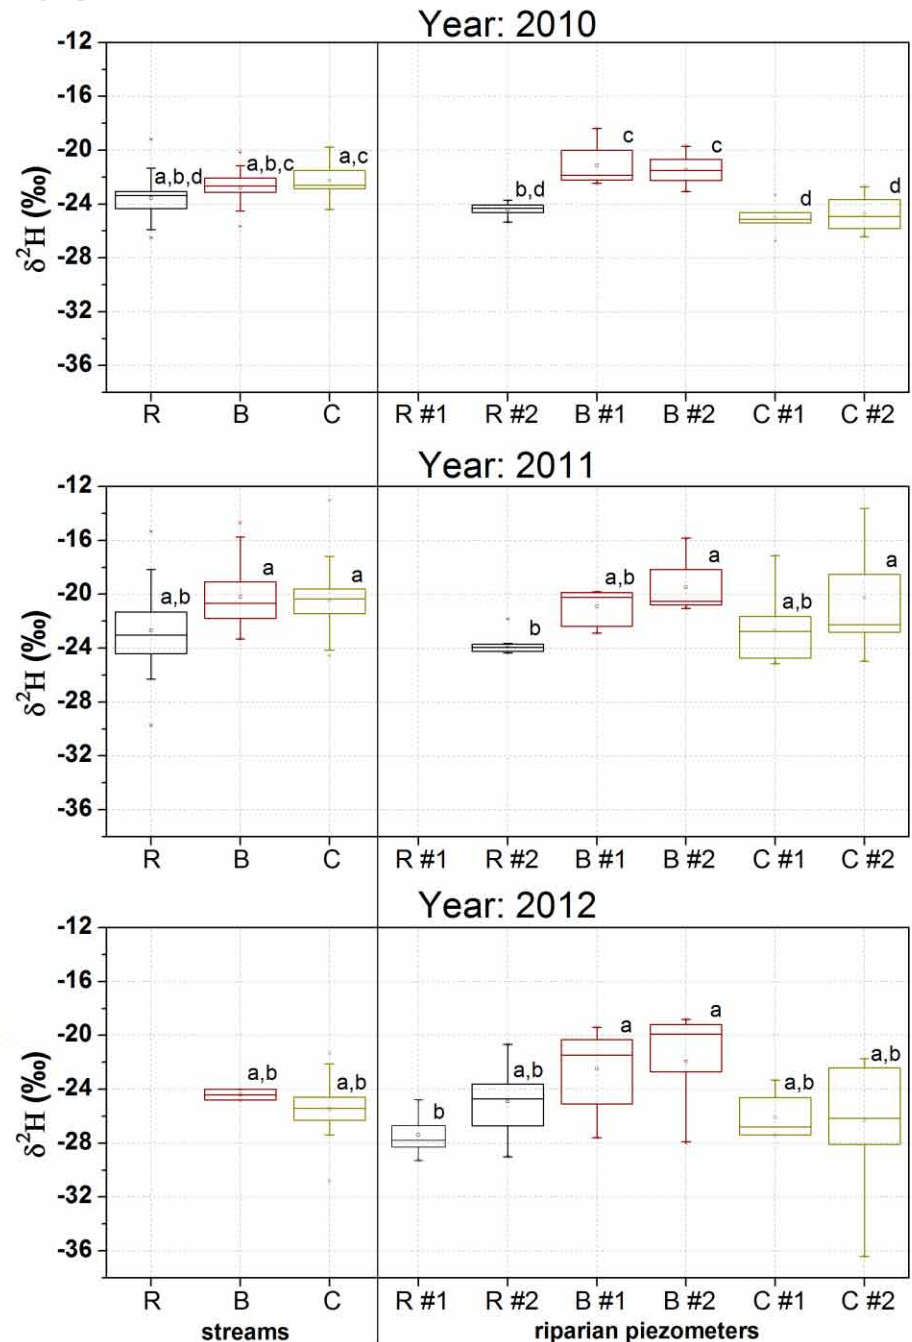 Year: 2010
-12
-16
-20
-24
-28
-32
-36
δ²H (‰)
a,b,d
a,b,c
a,c
b,d
c
c
d
d
R B C R #1 R #2 B #1 B #2 C #1 C #2
Year: 2011
-12
-16
-20
-24
-28
-32
-36
δ²H (‰)
a,b
a
a
b
a,b
a
a,b
a
R B C R #1 R #2 B #1 B #2 C #1 C #2
Year: 2012
-12
-16
-20
-24
-28
-32
-36
δ²H (‰)
a,b
a,b
b
a,b
a
a
a,b
a,b
R B C R #1 R #2 B #1 B #2 C #1 C #2
streams riparian piezometers